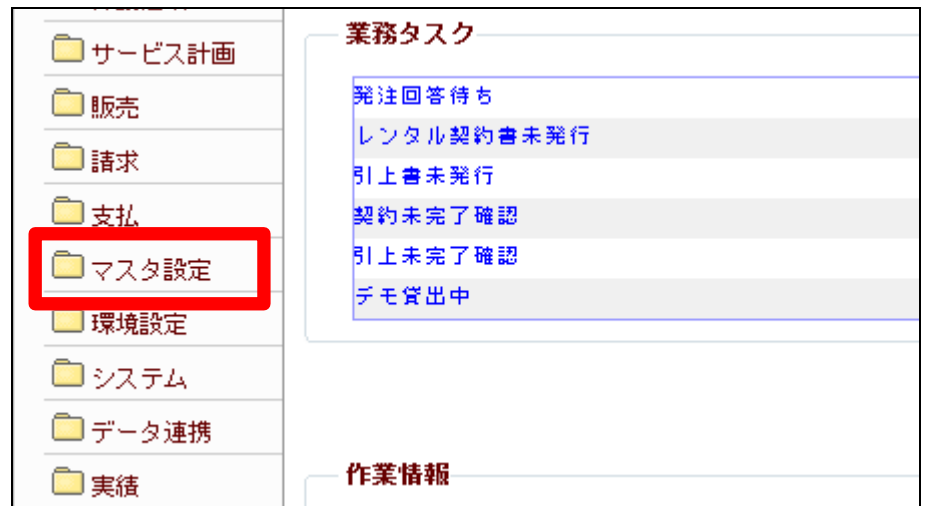 サービス計画
販売
請求
支払
マスタ設定
環境設定
システム
データ連携
実績
業務タスク
発注回答待ち
レンタル契約書未発行
引上書未発行
契約未完了確認
引上未完了確認
デモ貸出中
作業情報